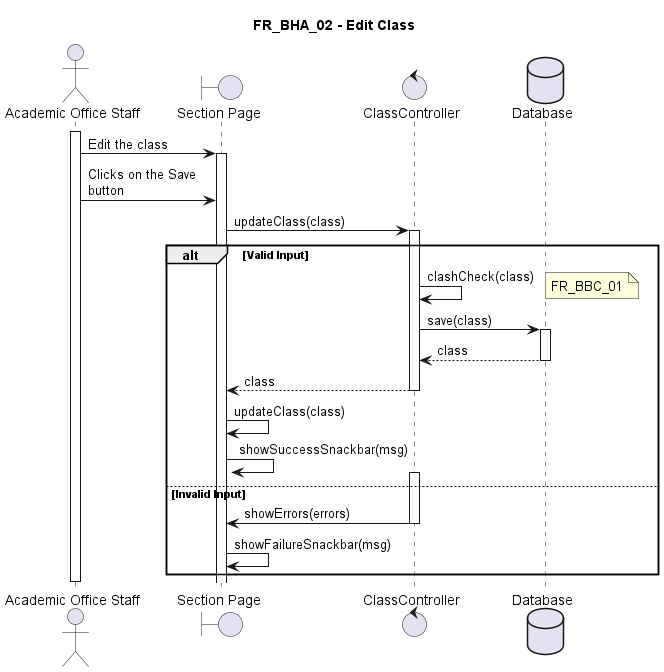 FR_BHA_02 - Edit Class
Academic Office Staff
Section Page
ClassController
Database
Edit the class
Clicks on the Save
button
updateClass(class)
alt
[Valid Input]
clashCheck(class)
FR_BBC_01
save(class)
class
class
updateClass(class)
showSuccessSnackbar(msg)
[Invalid Input]
showErrors(errors)
showFailureSnackbar(msg)
Academic Office Staff
Section Page
ClassController
Database